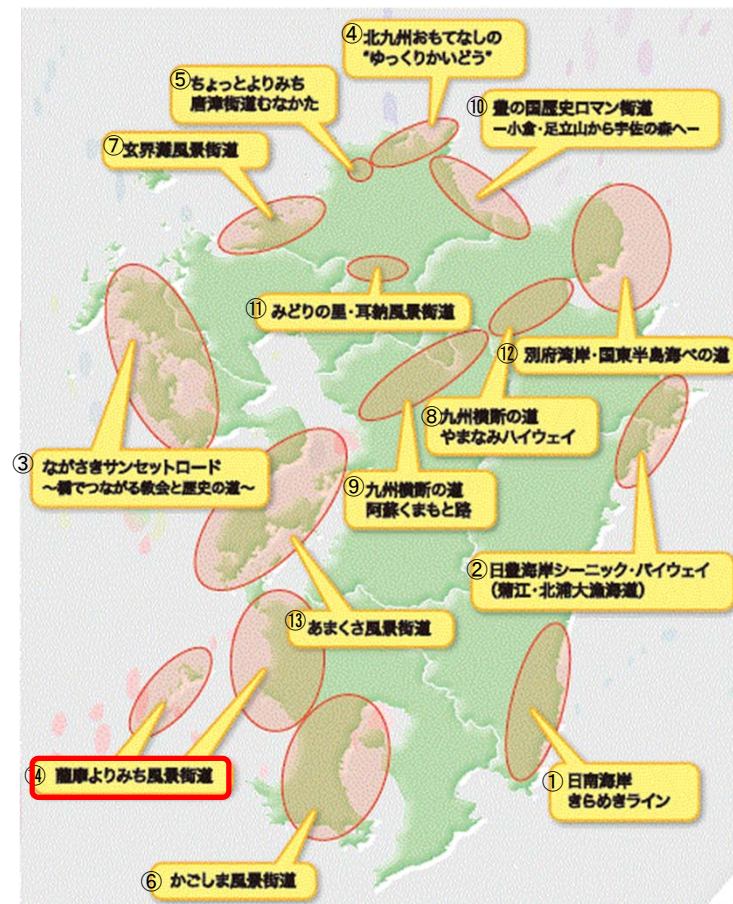 ④ 北九州おもてなしの
“ゆっくりかいどう”
⑤ ちょっとよりみち
唐津街道むなかた
⑩ 豊の国歴史ロマン街道
ー小倉・足立山から宇佐の森へー
⑦ 玄界灘風景街道
⑪ みどりの里・耳納風景街道
⑫ 別府湾岸・国東半島海べの道
⑧ 九州横断の道
やまなみハイウェイ
③ ながさきサンセットロード
～橋でつながる教会と歴史の道～
⑨ 九州横断の道
阿蘇くまもと路
② 日豊海岸シーニック・バイウェイ
（蒲江・北浦大漁海道）
⑬ あまくさ風景街道
⑭ 薩摩よりみち風景街道
① 日南海岸
きらめきライン
⑥ かごしま風景街道